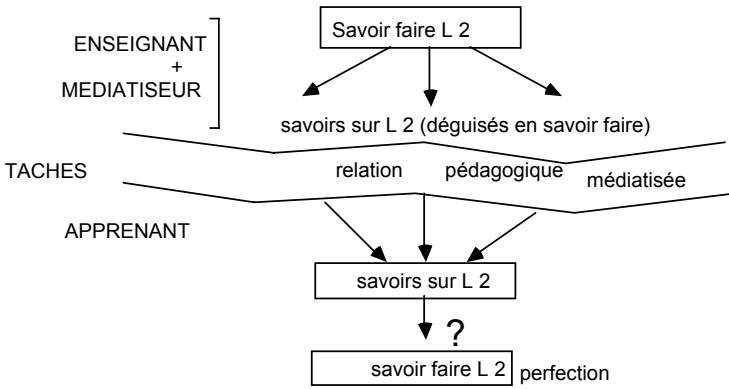 Savoir faire L 2
ENSEIGNANT
+
MEDIATISEUR
savoirs sur L 2 (déguisés en savoir faire)
TACHES
relation pédagogique médiatisée
APPRENANT
savoirs sur L 2
?
savoir faire L 2 perfection